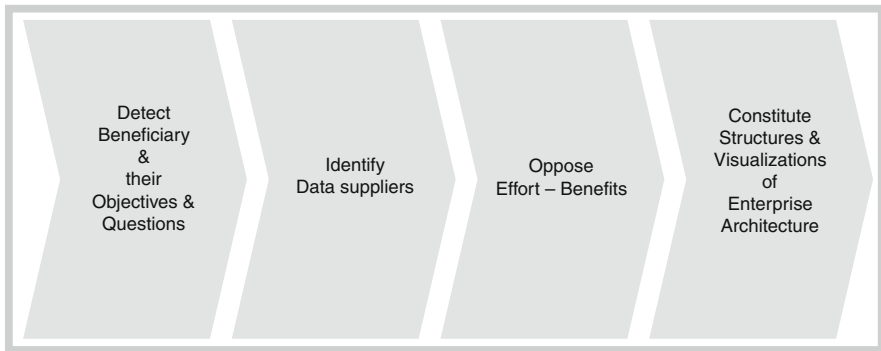 Detect
Beneficiary
&
their
Objectives &
Questions
Identify
Data suppliers
Oppose
Effort – Benefits
Constitute
Structures &
Visualizations
of
Enterprise
Architecture